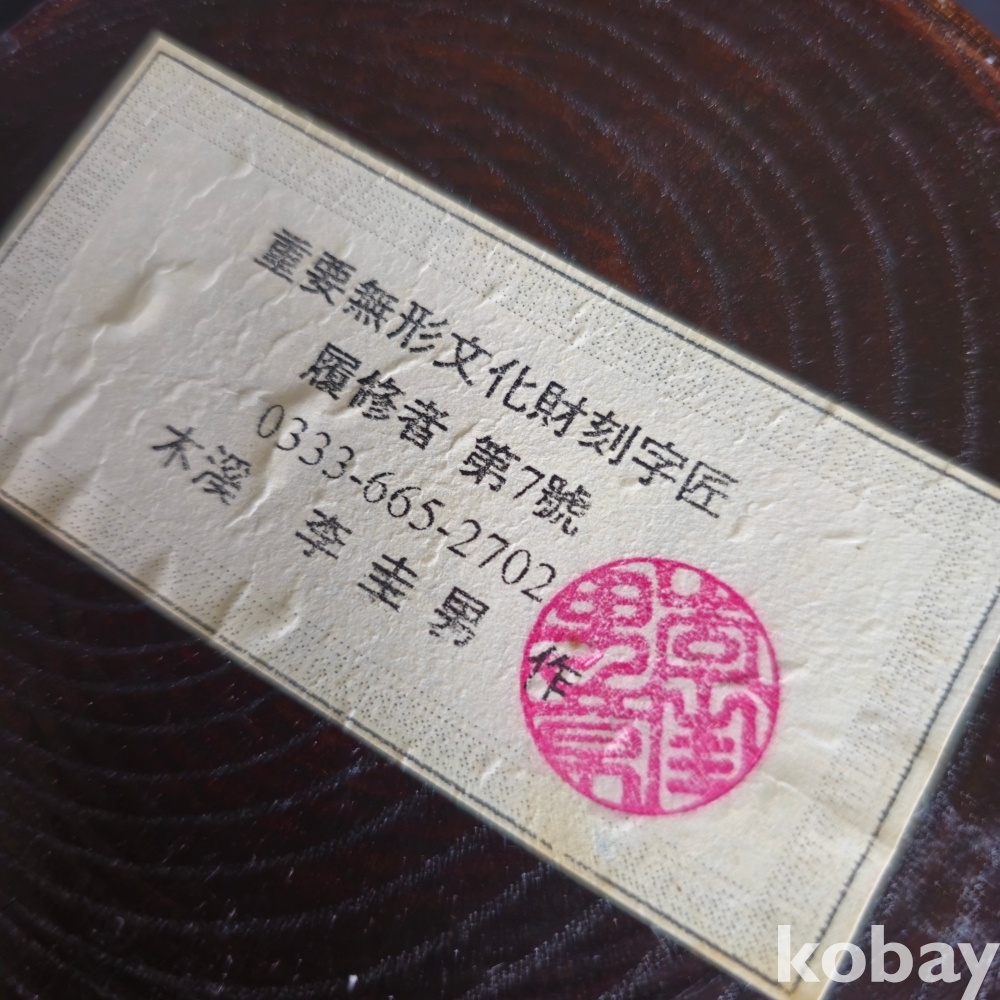 重要無形文化財刻字匠
履修者 第7號
0333-665-2702
木溪 李圭男 作
kobay